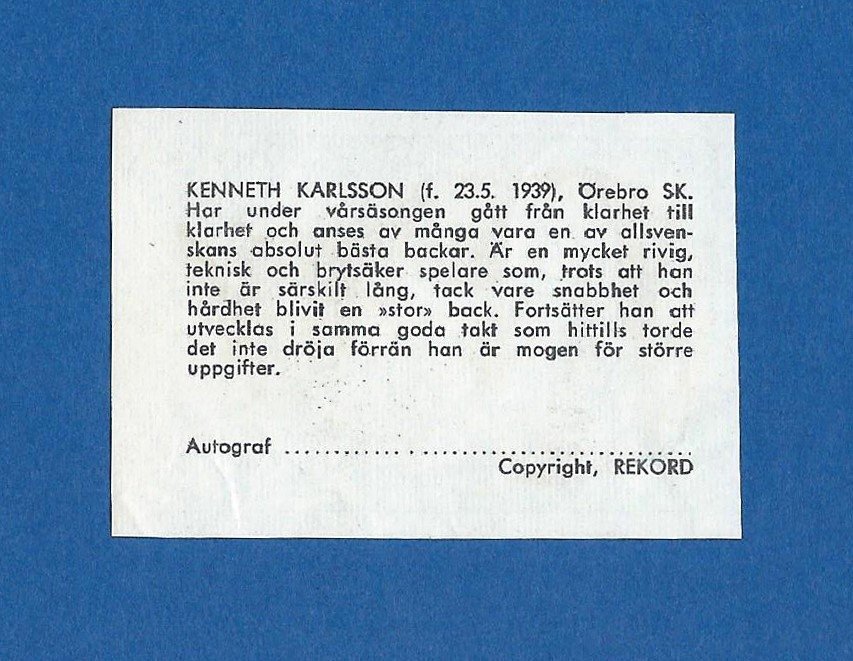 KENNETH KARLSSON (f. 23.5. 1939), Örebro SK.
Har under vårsäsongen gått från klarhet till
klarhet och anses av många vara en av allsven-
skans absolut bästa backar. Är en mycket rivig,
teknisk och brytsäker spelare som, trots att han
inte är särskilt lång, tack vare snabbhet och
hårdhet blivit en »stor» back. Fortsätter han att
utvecklas i samma goda takt som hittills torde
det inte dröja förrän han är mogen för större
uppgifter.
Autograf ........................................
Copyright, REKORD